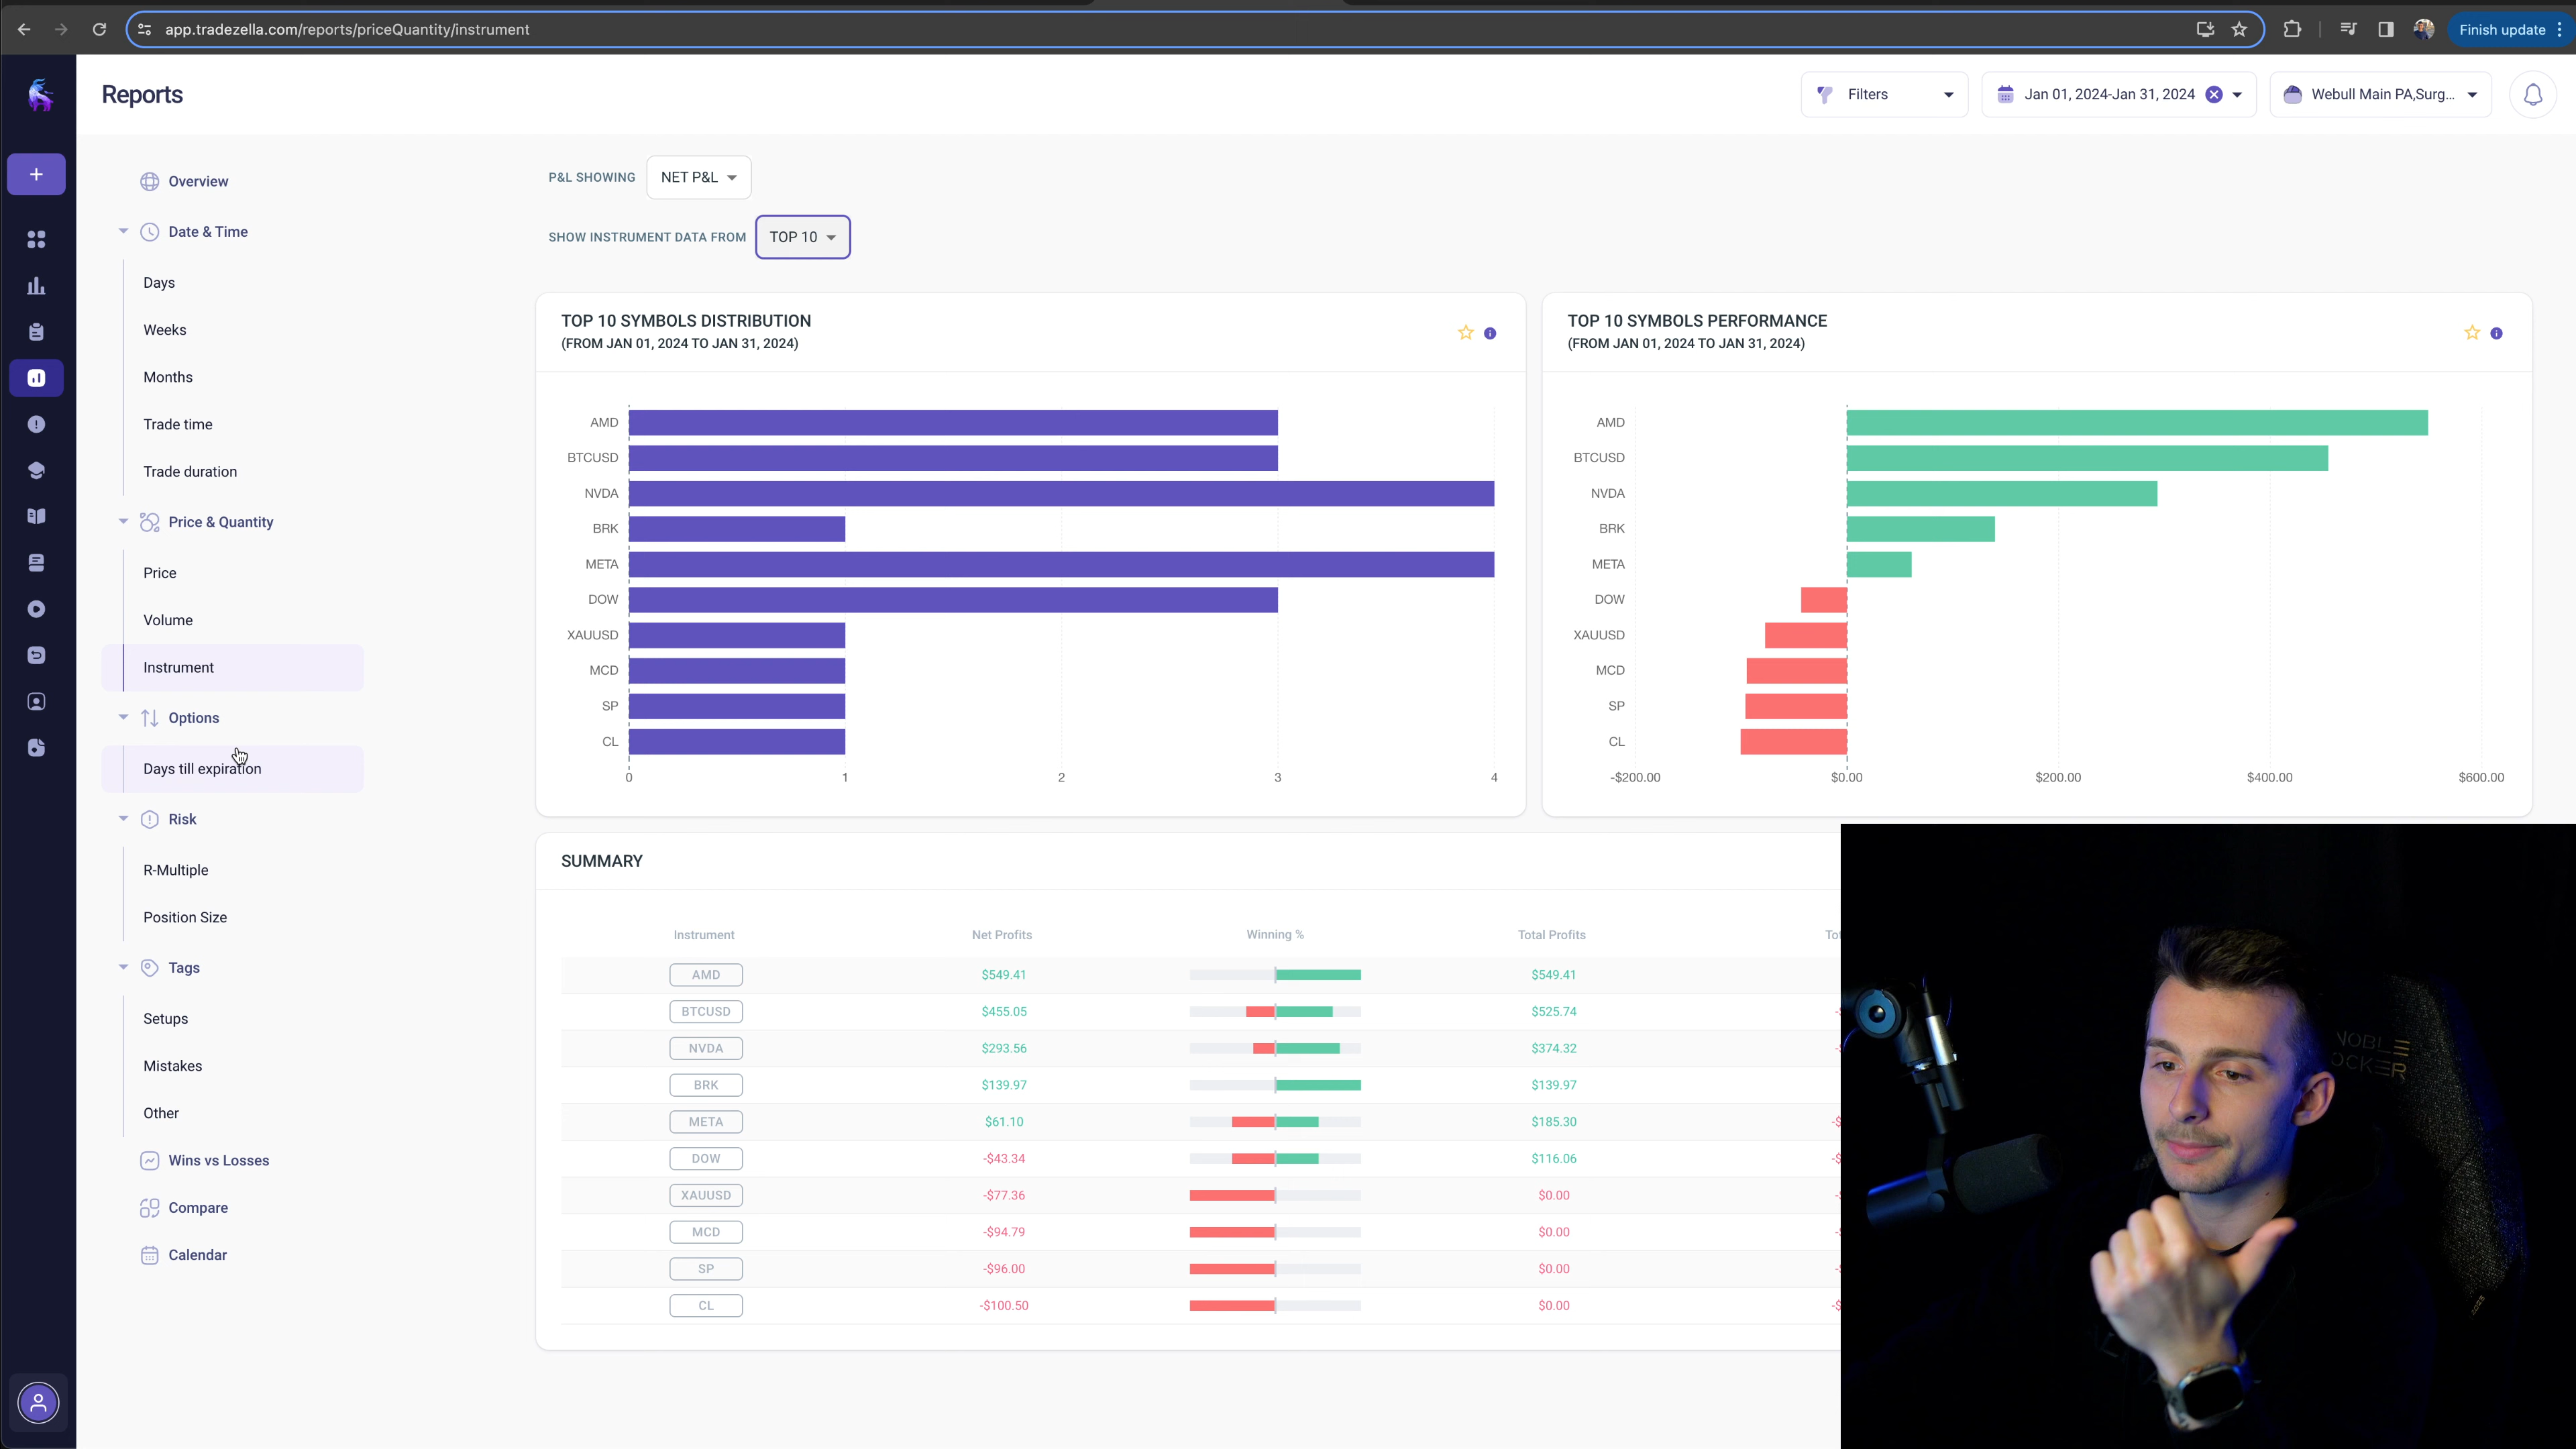 app.tradezella.com/reports/priceQuantity/instrument
Finish update
Reports
Filters
Jan 01, 2024-Jan 31, 2024
Webull Main PA,Surg...
Overview
Date & Time
Days
Weeks
Months
Trade time
Trade duration
Price & Quantity
Price
Volume
Instrument
Options
Days till expiration
Risk
R-Multiple
Position Size
Tags
Setups
Mistakes
Other
Wins vs Losses
Compare
Calendar
P&L SHOWING
NET P&L
SHOW INSTRUMENT DATA FROM
TOP 10
TOP 10 SYMBOLS DISTRIBUTION
(FROM JAN 01, 2024 TO JAN 31, 2024)
AMD
BTCUSD
NVDA
BRK
META
DOW
XAUUSD
MCD
SP
CL
0 1 2 3 4
TOP 10 SYMBOLS PERFORMANCE
(FROM JAN 01, 2024 TO JAN 31, 2024)
AMD
BTCUSD
NVDA
BRK
META
DOW
XAUUSD
MCD
SP
CL
-$200.00 $0.00 $200.00 $400.00 $600.00
SUMMARY
Instrument Net Profits Winning % Total Profits
AMD $549.41 $549.41
BTCUSD $455.05 $525.74
NVDA $293.56 $374.32
BRK $139.97 $139.97
META $61.10 $185.30
DOW -$43.34 $116.06
XAUUSD -$77.36 $0.00
MCD -$94.79 $0.00
SP -$96.00 $0.00
CL -$100.50 $0.00